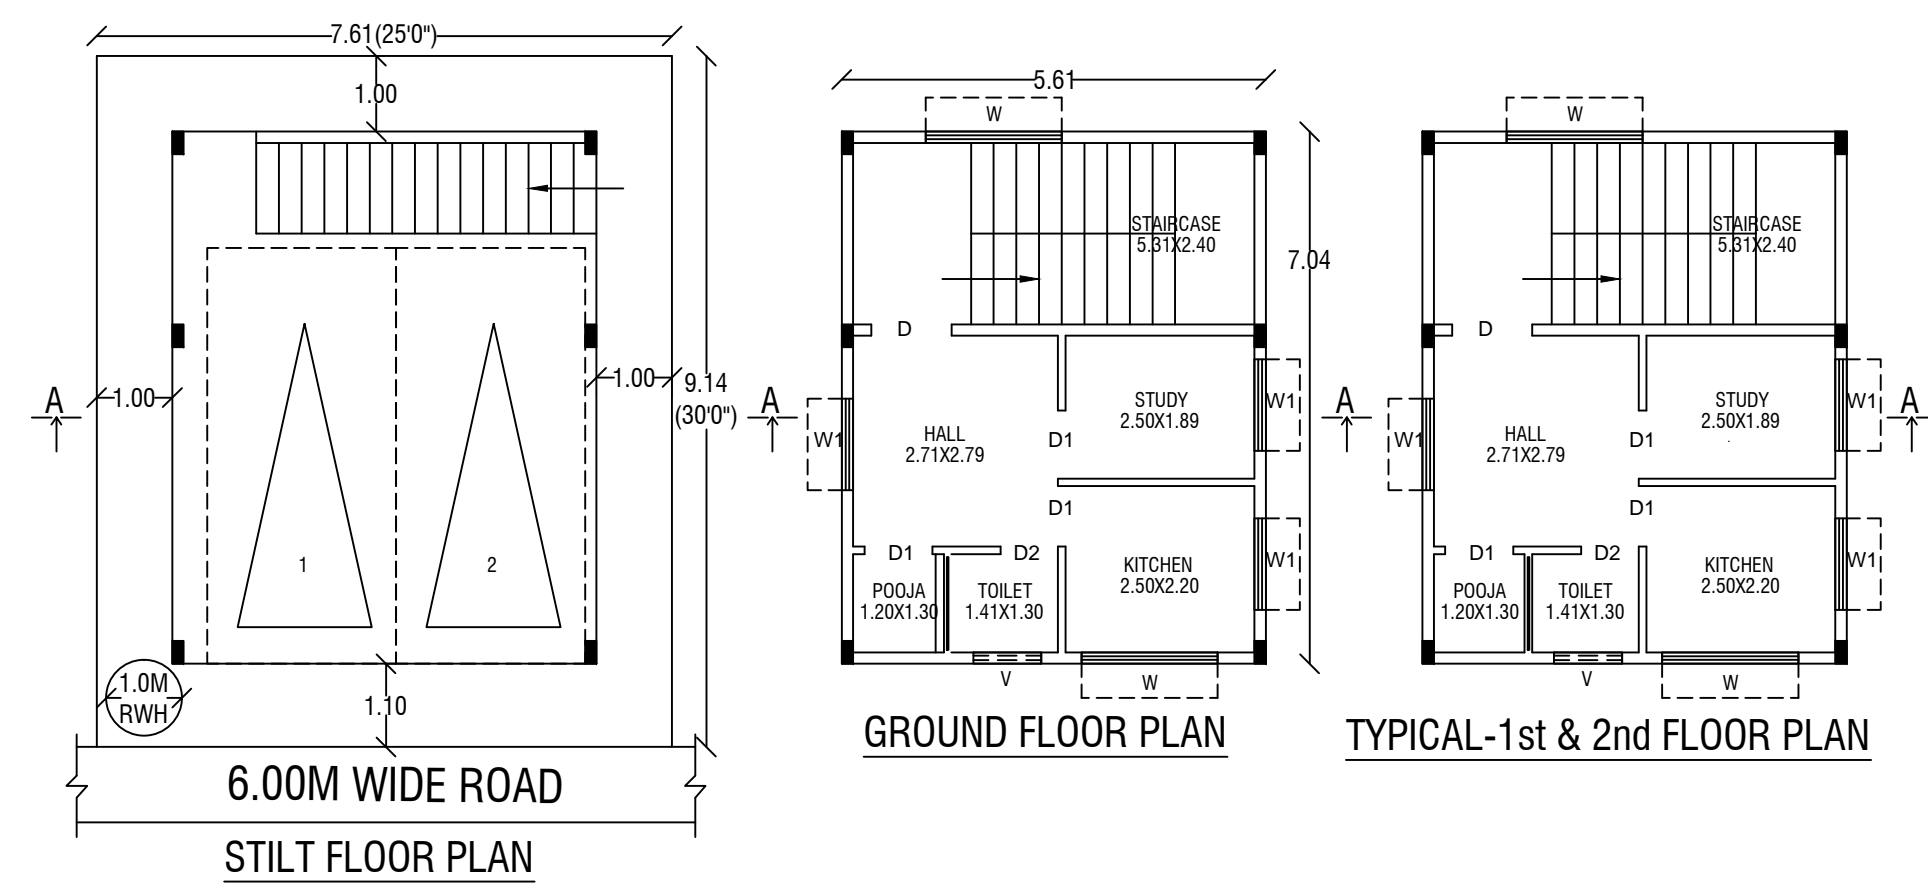 7.61(25'0")
1.00
1.00
1.00
9.14
(30'0")
A
1
2
1.0M
RWH
1.10
6.00M WIDE ROAD
STILT FLOOR PLAN
5.61
W
STAIRCASE
5.31X2.40
7.04
D
A
W1
HALL
2.71X2.79
D1
STUDY
2.50X1.89
W1
D1
D1
D2
KITCHEN
2.50X2.20
W1
POOJA
1.20X1.30
TOILET
1.41X1.30
V
W
GROUND FLOOR PLAN
W
STAIRCASE
5.31X2.40
D
A
W1
HALL
2.71X2.79
D1
STUDY
2.50X1.89
W1
A
D1
D1
D2
KITCHEN
2.50X2.20
W1
POOJA
1.20X1.30
TOILET
1.41X1.30
V
W
TYPICAL-1st & 2nd FLOOR PLAN